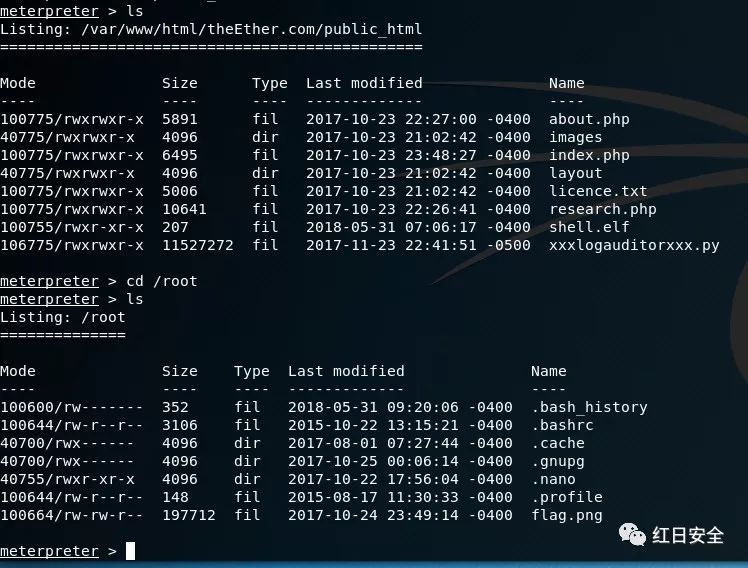 meterpreter > ls
Listing: /var/www/html/theEther.com/public_html
===============================================
Mode Size Type Last modified Name
---- ---- ---- ------------- ----
100775/rwxrwxr-x 5891 fil 2017-10-23 22:27:00 -0400 about.php
40775/rwxrwxr-x 4096 dir 2017-10-23 21:02:42 -0400 images
100775/rwxrwxr-x 6495 fil 2017-10-23 23:48:27 -0400 index.php
40775/rwxrwxr-x 4096 dir 2017-10-23 21:02:42 -0400 layout
100775/rwxrwxr-x 5006 fil 2017-10-23 21:02:42 -0400 licence.txt
100775/rwxrwxr-x 10641 fil 2017-10-23 22:26:41 -0400 research.php
100755/rwxr-xr-x 207 fil 2018-05-31 07:06:17 -0400 shell.elf
106775/rwxrwxr-x 11527272 fil 2017-11-23 22:41:51 -0500 xxxlogauditorxxx.py
meterpreter > cd /root
meterpreter > ls
Listing: /root
==============
Mode Size Type Last modified Name
---- ---- ---- ------------- ----
100600/rw------- 352 fil 2018-05-31 09:20:06 -0400 .bash_history
100644/rw-r--r-- 3106 fil 2015-10-22 13:15:21 -0400 .bashrc
40700/rwx------ 4096 dir 2017-08-01 07:27:44 -0400 .cache
40700/rwx------ 4096 dir 2017-10-25 00:06:14 -0400 .gnupg
40755/rwxr-xr-x 4096 dir 2017-10-22 17:56:04 -0400 .nano
100644/rw-r--r-- 148 fil 2015-08-17 11:30:33 -0400 .profile
100664/rw-rw-r-- 197712 fil 2017-10-24 23:49:14 -0400 flag.png
红日安全
meterpreter >